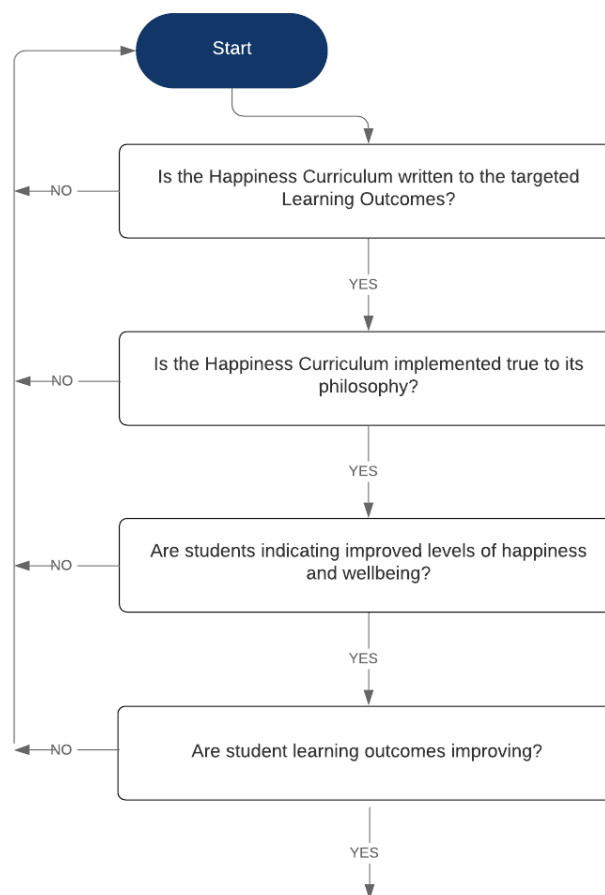 Start
Is the Happiness Curriculum written to the targeted
Learning Outcomes?
NO
YES
Is the Happiness Curriculum implemented true to its
philosophy?
NO
YES
Are students indicating improved levels of happiness
and wellbeing?
NO
YES
Are student learning outcomes improving?
NO
YES